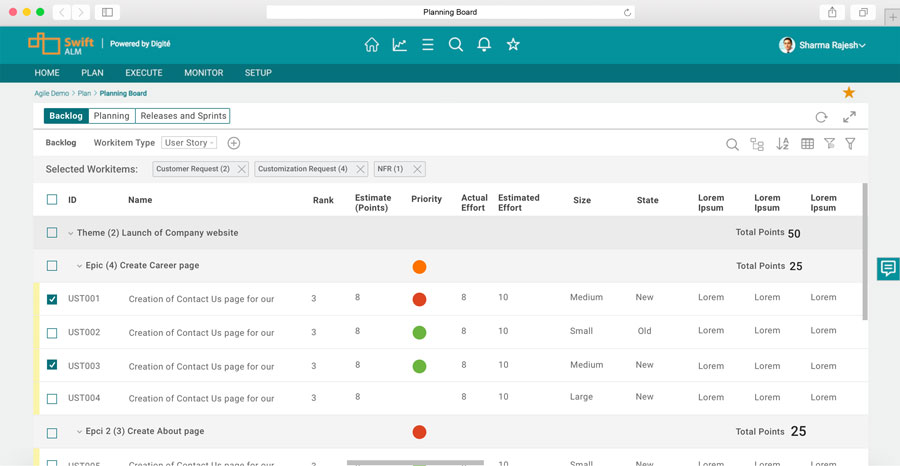 Planning Board
Swift ALM | Powered by Digité
Sharma Rajesh
HOME PLAN EXECUTE MONITOR SETUP
Agile Demo > Plan > Planning Board
Backlog Planning Releases and Sprints
Backlog Workitem Type User Story
Selected Workitems: Customer Request (2) Customization Request (4) NFR (1)
ID Name Rank Estimate (Points) Priority Actual Effort Estimated Effort Size State Lorem Ipsum Lorem Ipsum Lorem Ipsum
Theme (2) Launch of Company website Total Points 50
Epic (4) Create Career page Total Points 25
UST001 Creation of Contact Us page for our 3 8 8 10 Medium New Lorem Lorem Lorem
UST002 Creation of Contact Us page for our 3 8 8 10 Small Old Lorem Lorem Lorem
UST003 Creation of Contact Us page for our 3 8 8 10 Medium New Lorem Lorem Lorem
UST004 Creation of Contact Us page for our 3 8 8 10 Large New Lorem Lorem Lorem
Epci 2 (3) Create About page Total Points 25
UST005 Creation of Contact Us page for our 3 8 8 10 Small New Lorem Lorem Lorem